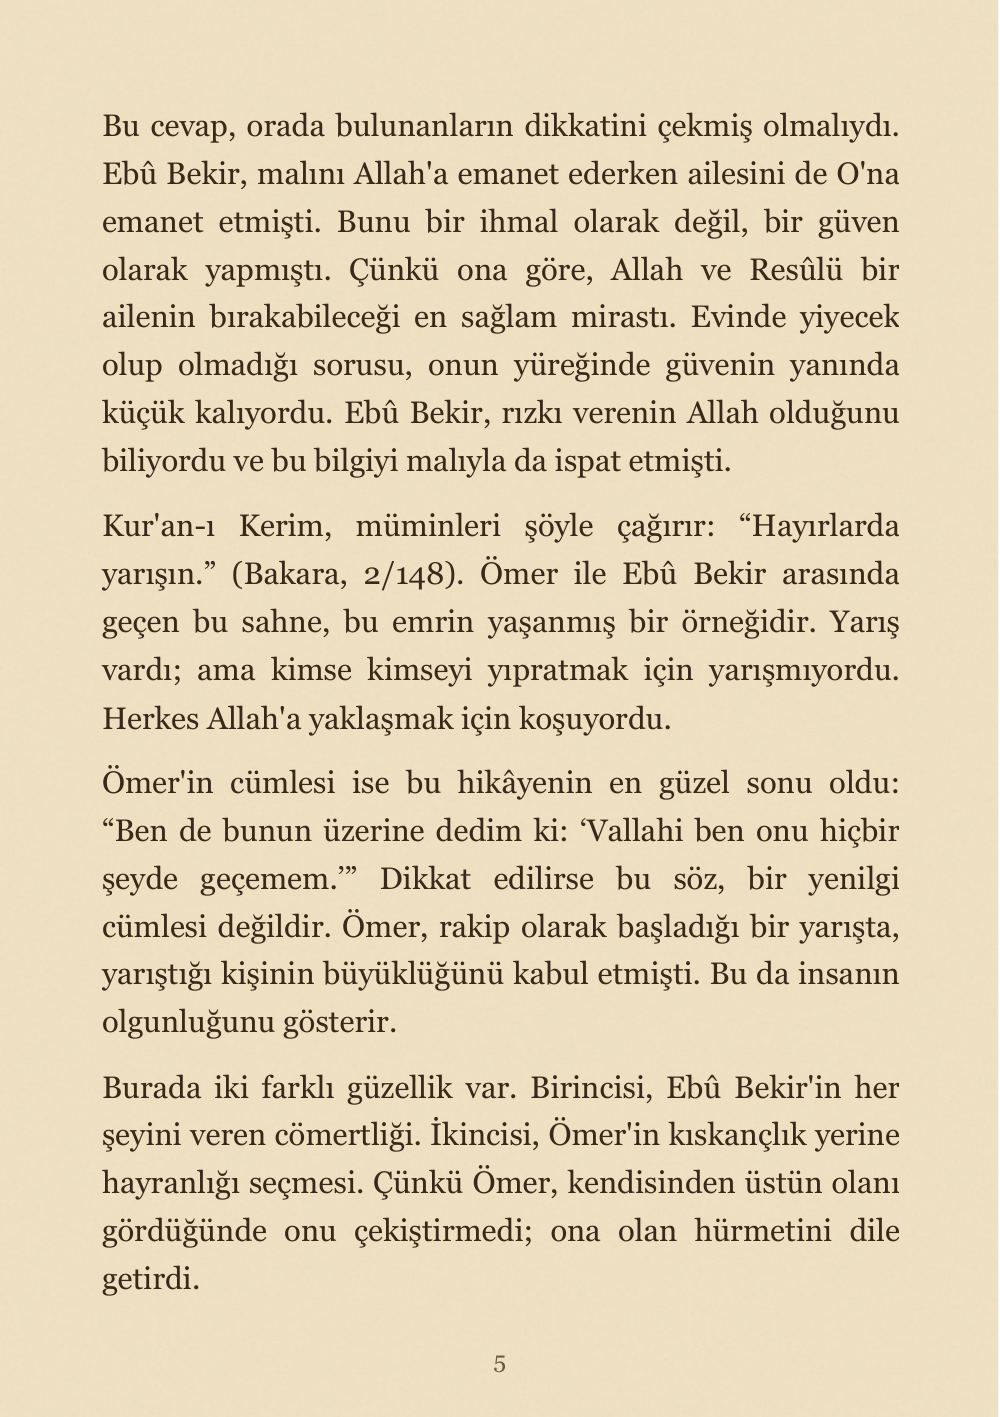 Bu cevap, orada bulunanların dikkatini çekmiş olmalıydı.
Ebû Bekir, malını Allah'a emanet ederken ailesini de O'na
emanet etmişti. Bunu bir ihmal olarak değil, bir güven
olarak yapmıştı. Çünkü ona göre, Allah ve Resûlü bir
ailenin bırakabileceği en sağlam mirastı. Evinde yiyecek
olup olmadığı sorusu, onun yüreğinde güvenin yanında
küçük kalıyordu. Ebû Bekir, rızkı verenin Allah olduğunu
biliyordu ve bu bilgiyi malıyla da ispat etmişti.
Kur'an-ı Kerim, müminleri şöyle çağırır: “Hayırlarda
yarışın.” (Bakara, 2/148). Ömer ile Ebû Bekir arasında
geçen bu sahne, bu emrin yaşanmış bir örneğidir. Yarış
vardı; ama kimse kimseyi yıpratmak için yarışmıyordu.
Herkes Allah'a yaklaşmak için koşuyordu.
Ömer'in cümlesi ise bu hikâyenin en güzel sonu oldu:
“Ben de bunun üzerine dedim ki: ‘Vallahi ben onu hiçbir
şeyde geçemem.’” Dikkat edilirse bu söz, bir yenilgi
cümlesi değildir. Ömer, rakip olarak başladığı bir yarışta,
yarıştığı kişinin büyüklüğünü kabul etmişti. Bu da insanın
olgunluğunu gösterir.
Burada iki farklı güzellik var. Birincisi, Ebû Bekir'in her
şeyini veren cömertliği. İkincisi, Ömer'in kıskançlık yerine
hayranlığı seçmesi. Çünkü Ömer, kendisinden üstün olanı
gördüğünde onu çekiştirmedi; ona olan hürmetini dile
getirdi.
5